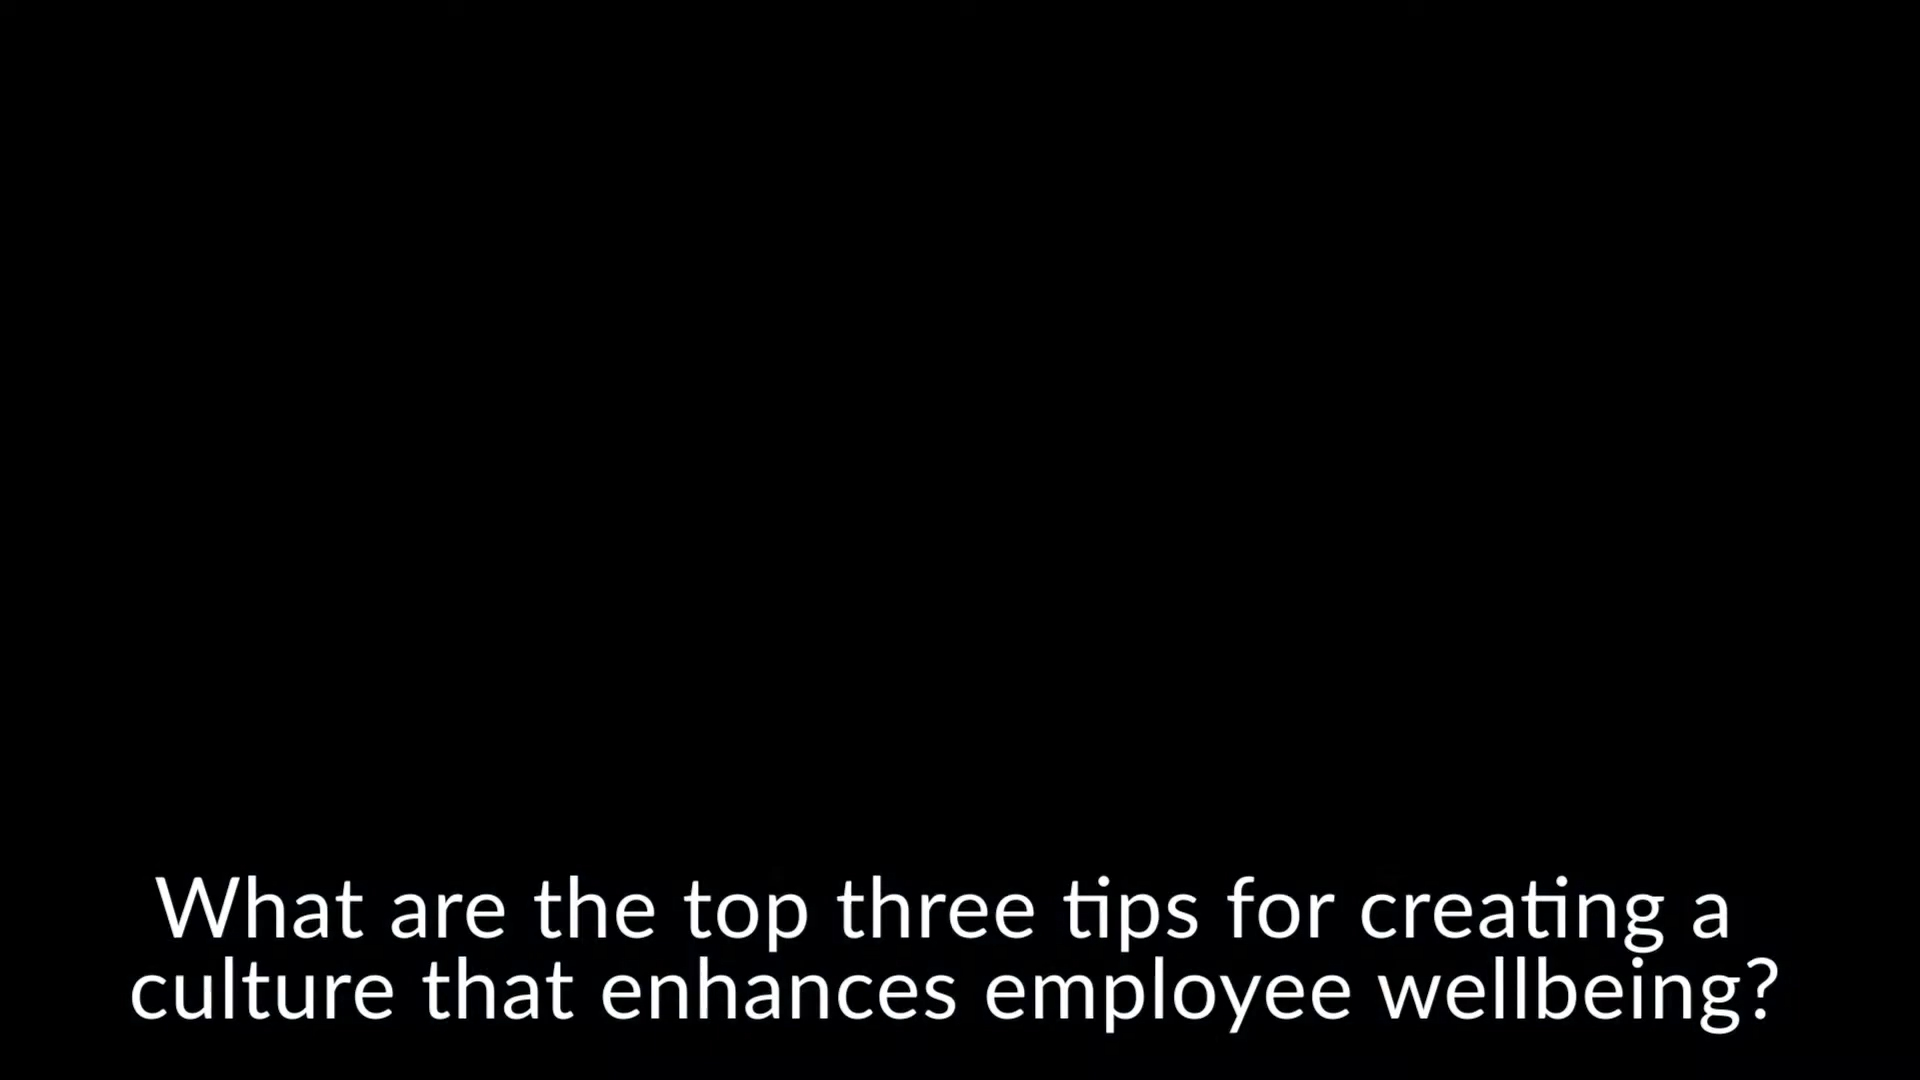 What are the top three tips for creating a
culture that enhances employee wellbeing?